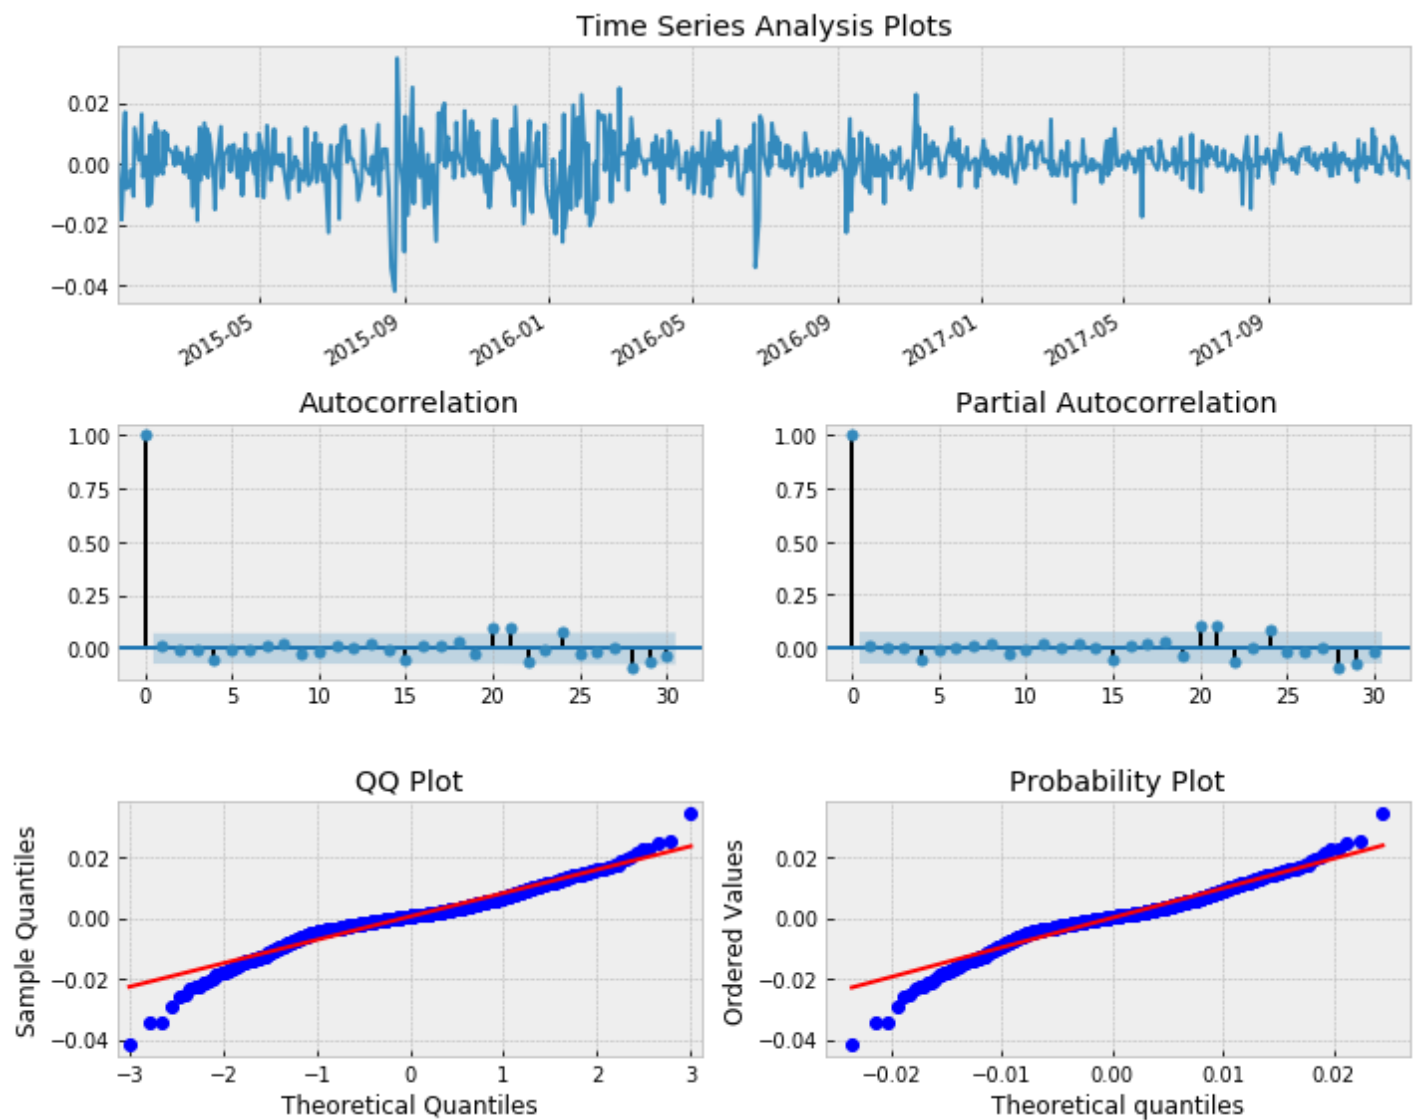 Time Series Analysis Plots
0.02
0.00
−0.02
−0.04
2015-05 2015-09 2016-01 2016-05 2016-09 2017-01 2017-05 2017-09
Autocorrelation Partial Autocorrelation
1.00 1.00
0.75 0.75
0.50 0.50
0.25 0.25
0.00 0.00
0 5 10 15 20 25 30 0 5 10 15 20 25 30
QQ Plot
Sample Quantiles
0.02
0.00
−0.02
−0.04
−3 −2 −1 0 1 2 3
Theoretical Quantiles
Probability Plot
Ordered Values
0.02
0.00
−0.02
−0.04
−0.02 −0.01 0.00 0.01 0.02
Theoretical quantiles